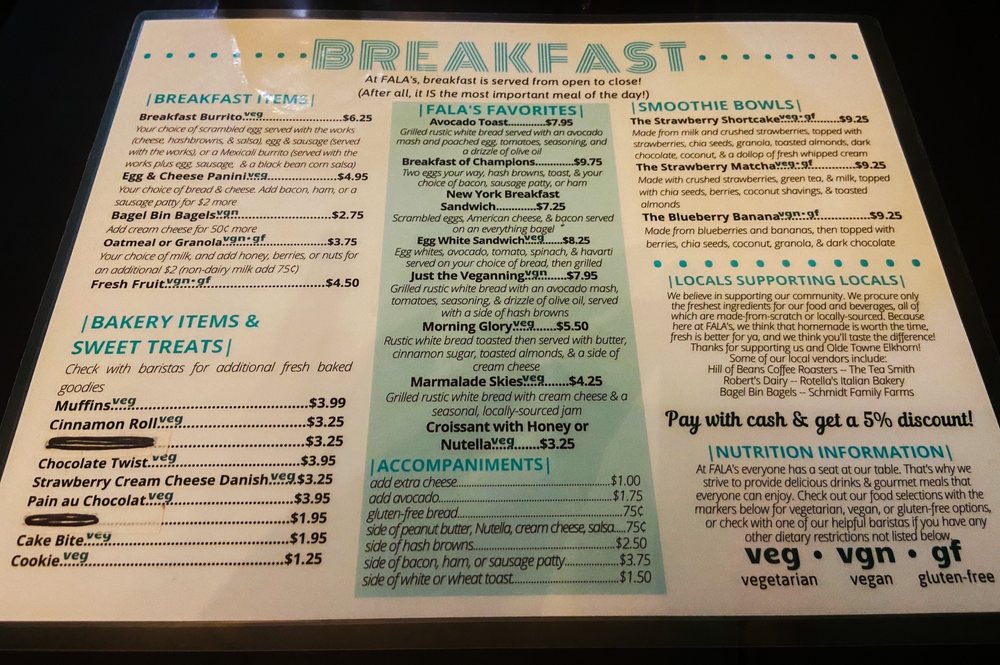 BREAKFAST
At FALA's, breakfast is served from open to close!
(After all, it IS the most important meal of the day!)
|BREAKFAST ITEMS|
Breakfast Burrito veg $6.25
Your choice of scrambled egg served with the works
(cheese, hashbrowns, & salsa), egg & sausage (served
with the works), or a Mexicali burrito (served with the
works plus egg, sausage, & a black bean corn salsa)
Egg & Cheese Panini veg $4.95
Your choice of bread & cheese. Add bacon, ham, or a
sausage patty for $2 more
Bagel Bin Bagels vgn $2.75
Add cream cheese for 50¢ more
Oatmeal or Granola vgn·gf $3.75
Your choice of milk, and add honey, berries, or nuts for
an additional $2 (non-dairy milk add 75¢)
Fresh Fruit vgn·gf $4.50
|BAKERY ITEMS &
SWEET TREATS|
Check with baristas for additional fresh baked
goodies
Muffins veg $3.99
Cinnamon Roll veg $3.25
$3.25
Chocolate Twist veg $3.95
Strawberry Cream Cheese Danish veg $3.25
Pain au Chocolat veg $3.95
$1.95
Cake Bite veg $1.95
Cookie veg $1.25
|FALA'S FAVORITES|
Avocado Toast $7.95
Grilled rustic white bread served with an avocado
mash and poached egg, tomatoes, seasoning, and
a drizzle of olive oil
Breakfast of Champions $9.75
Two eggs your way, hash browns, toast, & your
choice of bacon, sausage patty, or ham
New York Breakfast
Sandwich $7.25
Scrambled eggs, American cheese, & bacon served
on an everything bagel
Egg White Sandwich veg $8.25
Egg whites, avocado, tomato, spinach, & havarti
served on your choice of bread, then grilled
Just the Veganning vgn $7.95
Grilled rustic white bread with an avocado mash,
tomatoes, seasoning, & drizzle of olive oil, served
with a side of hash browns
Morning Glory veg $5.50
Rustic white bread toasted then served with butter,
cinnamon sugar, toasted almonds, & a side of
cream cheese
Marmalade Skies veg $4.25
Grilled rustic white bread with cream cheese & a
seasonal, locally-sourced jam
Croissant with Honey or
Nutella veg $3.25
|ACCOMPANIMENTS|
add extra cheese $1.00
add avocado $1.75
gluten-free bread 75¢
side of peanut butter, Nutella, cream cheese, salsa 75¢
side of hash browns $2.50
side of bacon, ham, or sausage patty $3.75
side of white or wheat toast $1.50
|SMOOTHIE BOWLS|
The Strawberry Shortcake veg·gf $9.25
Made from milk and crushed strawberries, topped with
strawberries, chia seeds, granola, toasted almonds, dark
chocolate, coconut, & a dollop of fresh whipped cream
The Strawberry Matcha veg·gf $9.25
Made with crushed strawberries, green tea, & milk, topped
with chia seeds, berries, coconut shavings, & toasted
almonds
The Blueberry Banana vgn·gf $9.25
Made from blueberries and bananas, then topped with
berries, chia seeds, coconut, granola, & dark chocolate
|LOCALS SUPPORTING LOCALS|
We believe in supporting our community. We procure only
the freshest ingredients for our food and beverages, all of
which are made-from-scratch or locally-sourced. Because
here at FALA's, we think that homemade is worth the time,
fresh is better for ya, and we think you'll taste the difference!
Thanks for supporting us and Olde Towne Elkhorn!
Some of our local vendors include:
Hill of Beans Coffee Roasters -- The Tea Smith
Robert's Dairy -- Rotella's Italian Bakery
Bagel Bin Bagels -- Schmidt Family Farms
Pay with cash & get a 5% discount!
|NUTRITION INFORMATION|
At FALA's everyone has a seat at our table. That's why we
strive to provide delicious drinks & gourmet meals that
everyone can enjoy. Check out our food selections with the
markers below for vegetarian, vegan, or gluten-free options,
or check with one of our helpful baristas if you have any
other dietary restrictions not listed below.
veg · vgn · gf
vegetarian vegan gluten-free